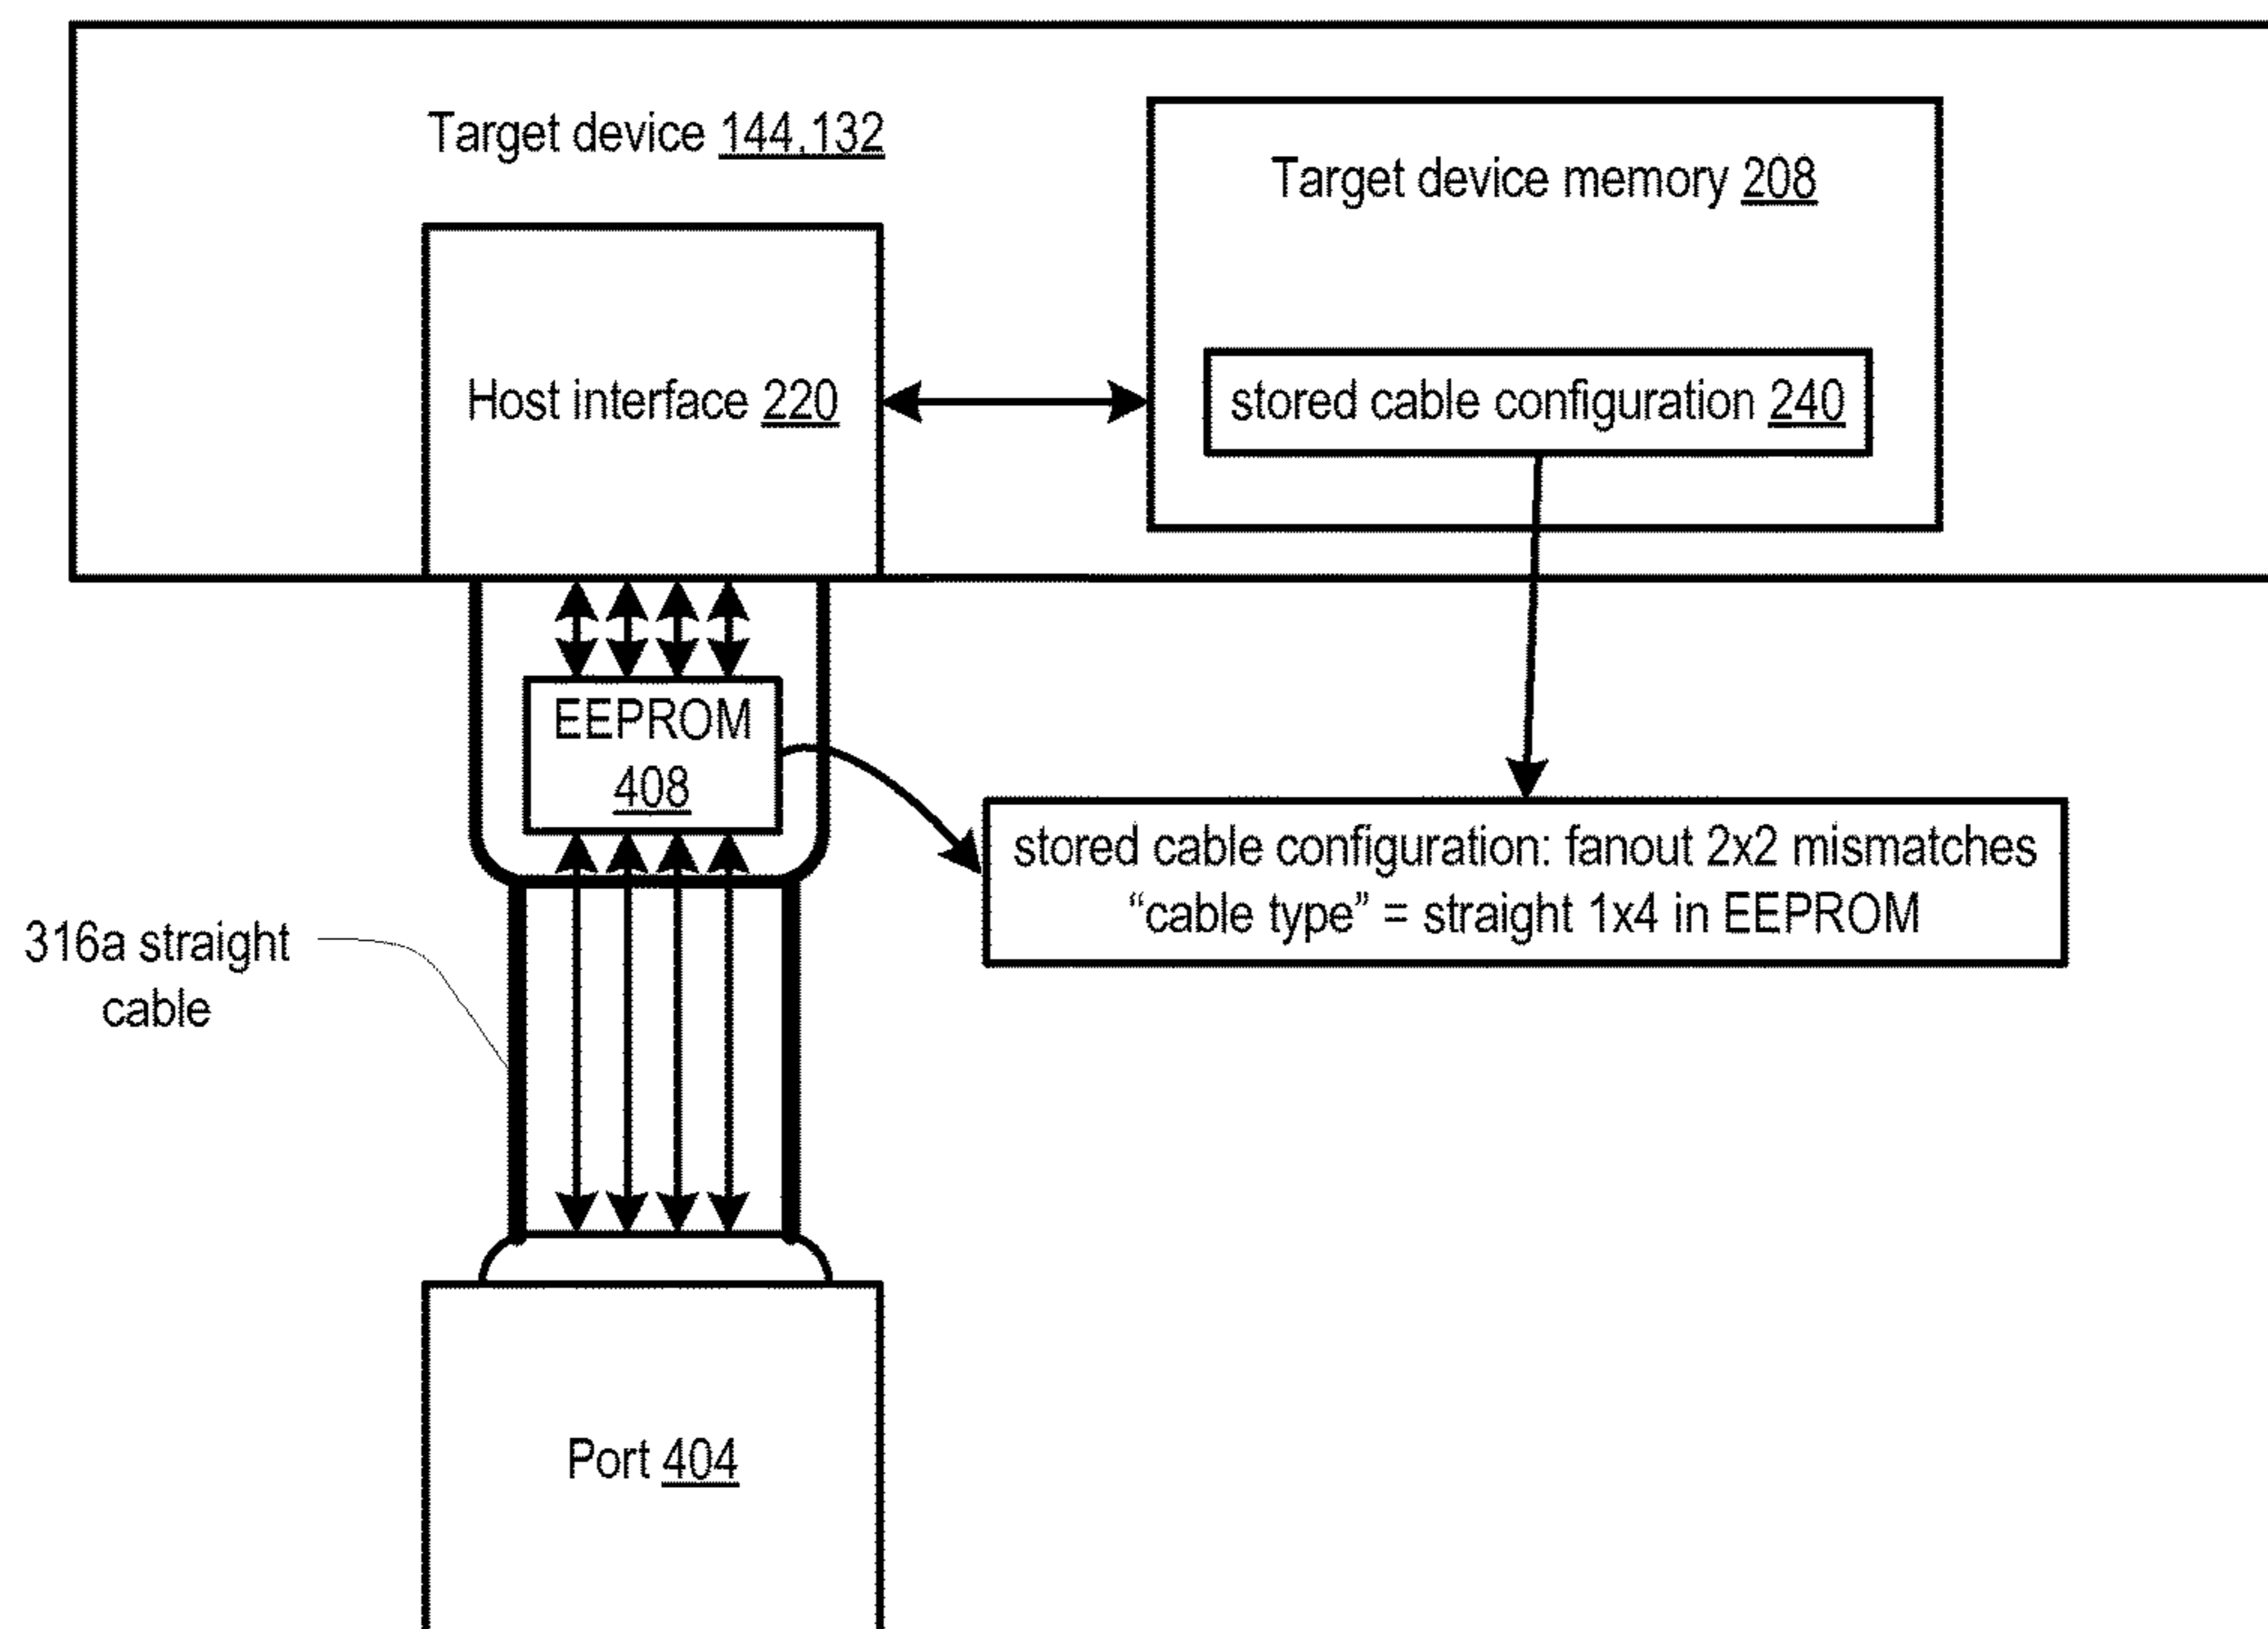 Target device 144,132
Target device memory 208
Host interface 220
stored cable configuration 240
EEPROM
408
stored cable configuration: fanout 2x2 mismatches
“cable type” = straight 1x4 in EEPROM
316a straight
cable
Port 404